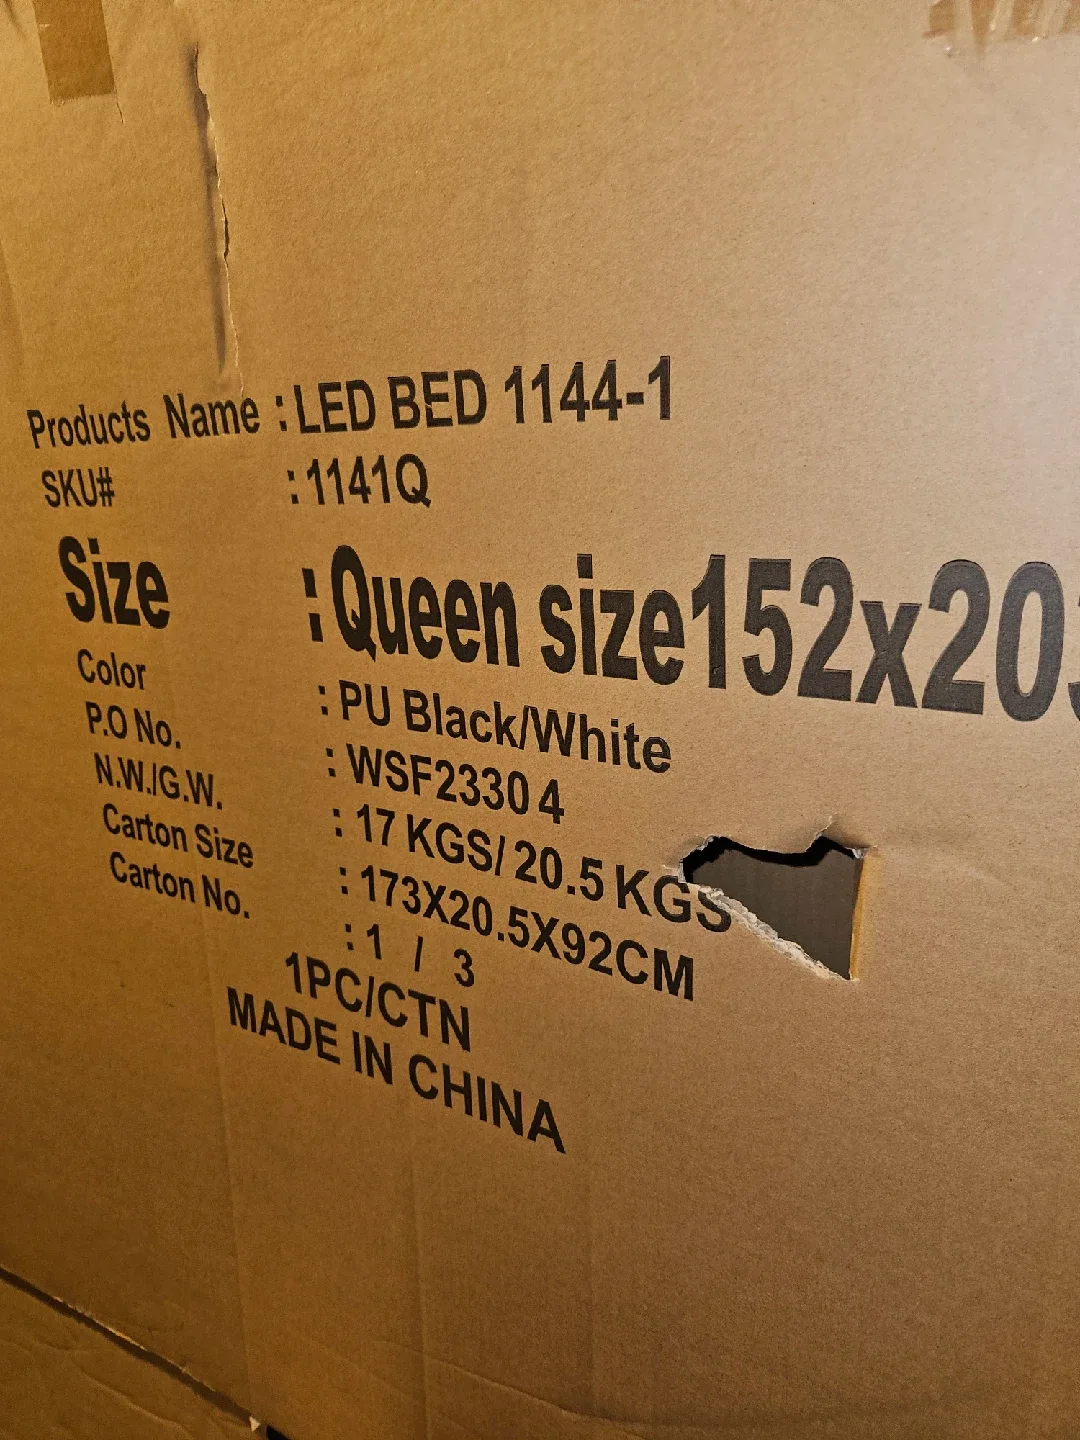 Products Name : LED BED 1144-1
SKU# : 1141Q
Size : Queen size152x203
Color : PU Black/White
P.O No. : WSF23304
N.W./G.W. : 17 KGS/ 20.5 KGS
Carton Size : 173X20.5X92CM
Carton No. : 1 / 3
1PC/CTN
MADE IN CHINA